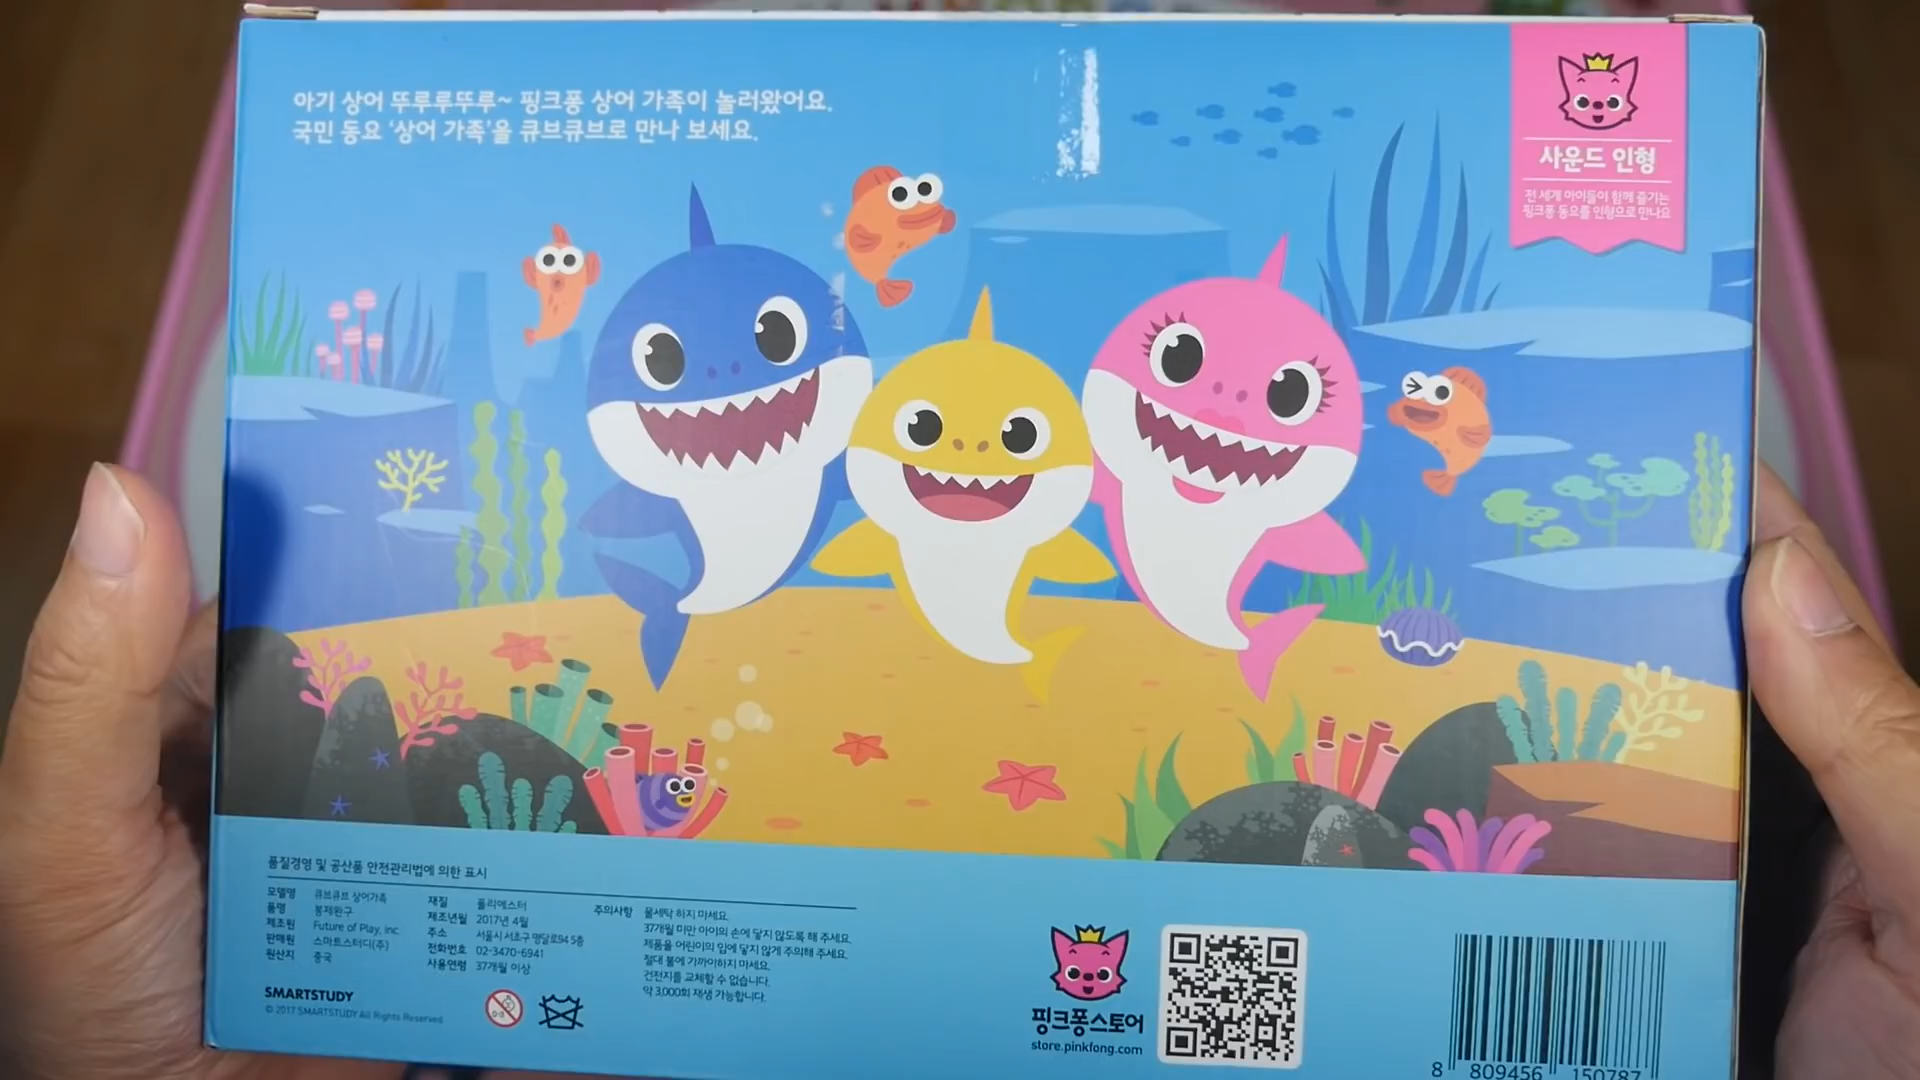 아기 상어 뚜루루뚜루~ 핑크퐁 상어 가족이 놀러왔어요.
국민 동요 '상어 가족'을 큐브큐브로 만나 보세요.
사운드 인형
전 세계 아이들이 함께 즐기는
핑크퐁 동요를 인형으로 만나요
품질경영 및 공산품 안전관리법에 의한 표시
모델명 큐브큐브 상어가족
품명 봉제완구
제조원 Future of Play, Inc.
판매원 스마트스터디(주)
원산지 중국
재질 폴리에스터
제조년월 2017년 4월
주소 서울시 서초구 명달로94 5층
전화번호 02-3470-6941
사용연령 37개월 이상
주의사항 물세탁 하지 마세요.
37개월 미만 아이의 손에 닿지 않도록 해 주세요.
제품을 어린이의 입에 닿지 않게 주의해 주세요.
절대 불에 가까이하지 마세요.
건전지를 교체할 수 없습니다.
약 3,000회 재생 가능합니다.
SMARTSTUDY
© 2017 SMARTSTUDY All Rights Reserved
0-3
핑크퐁스토어
store.pinkfong.com
8 809456 150787